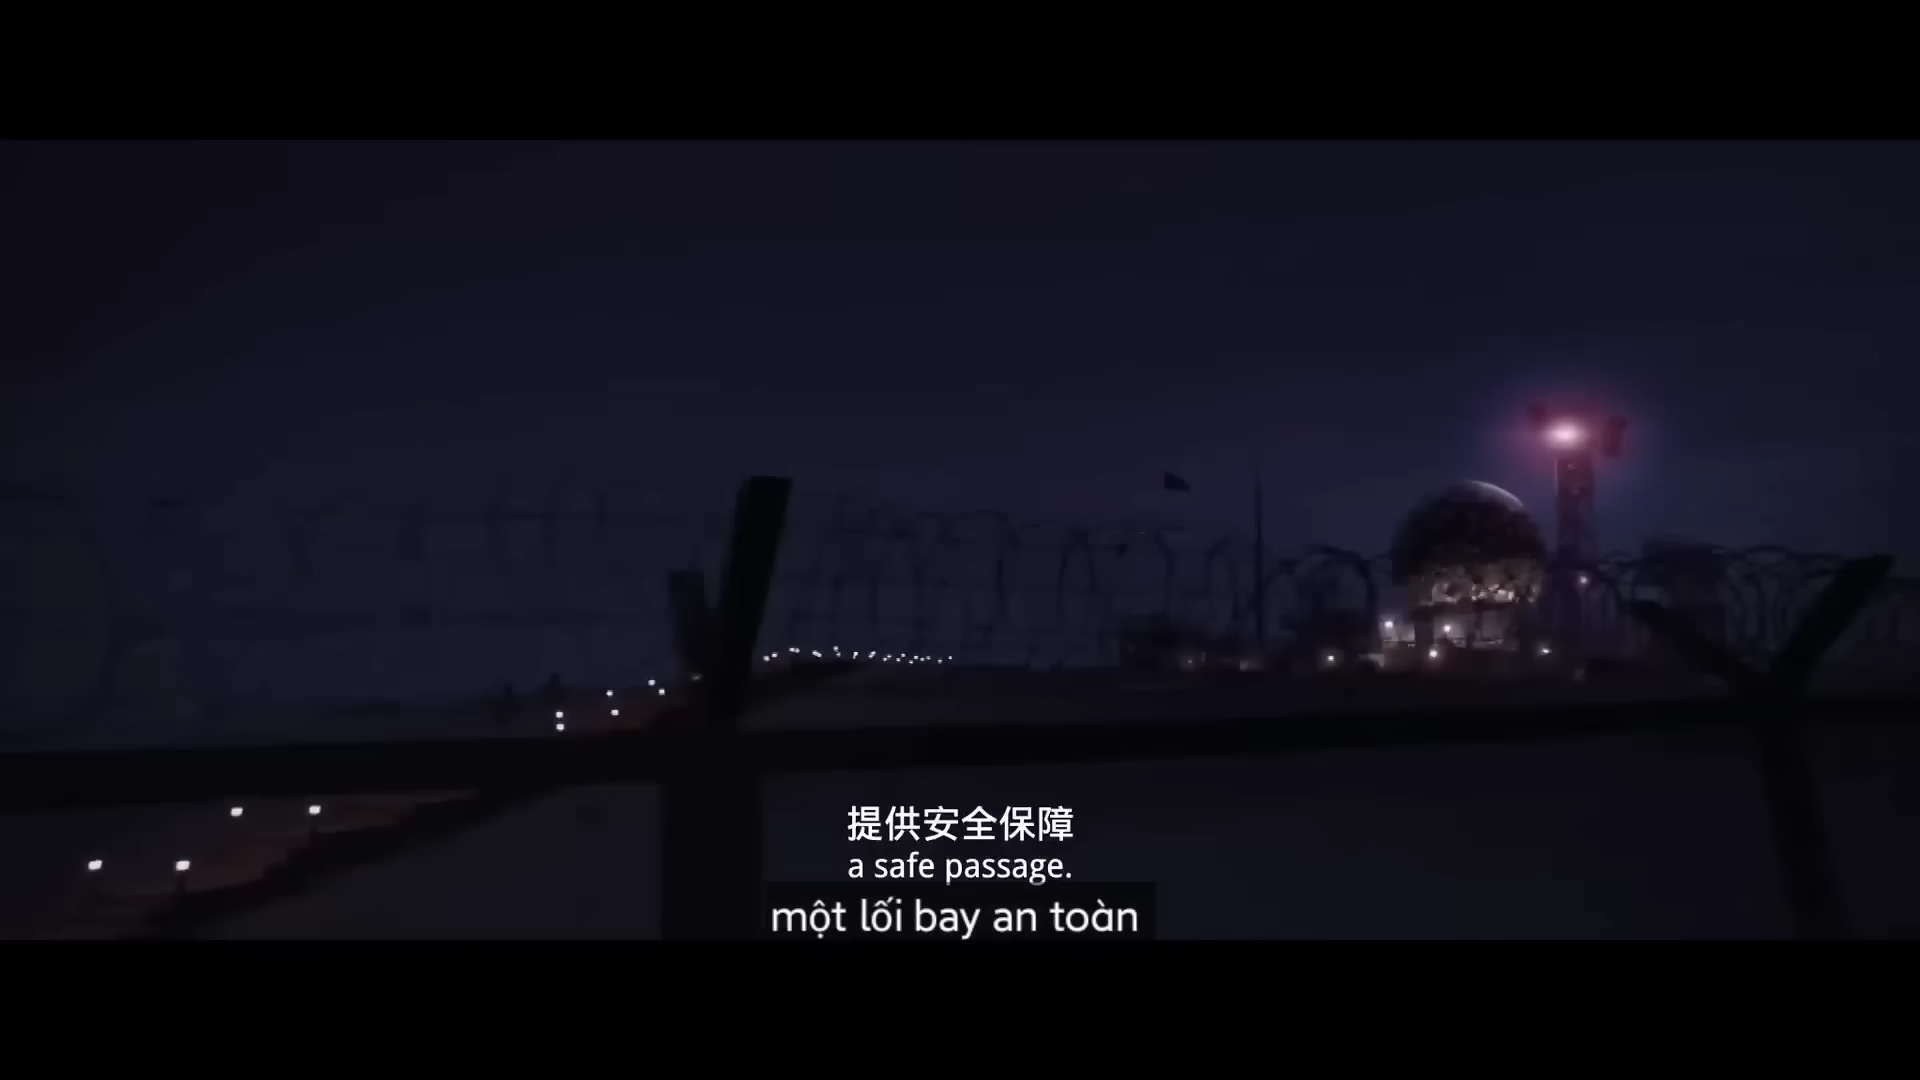 提供安全保障
a safe passage.
một lối bay an toàn